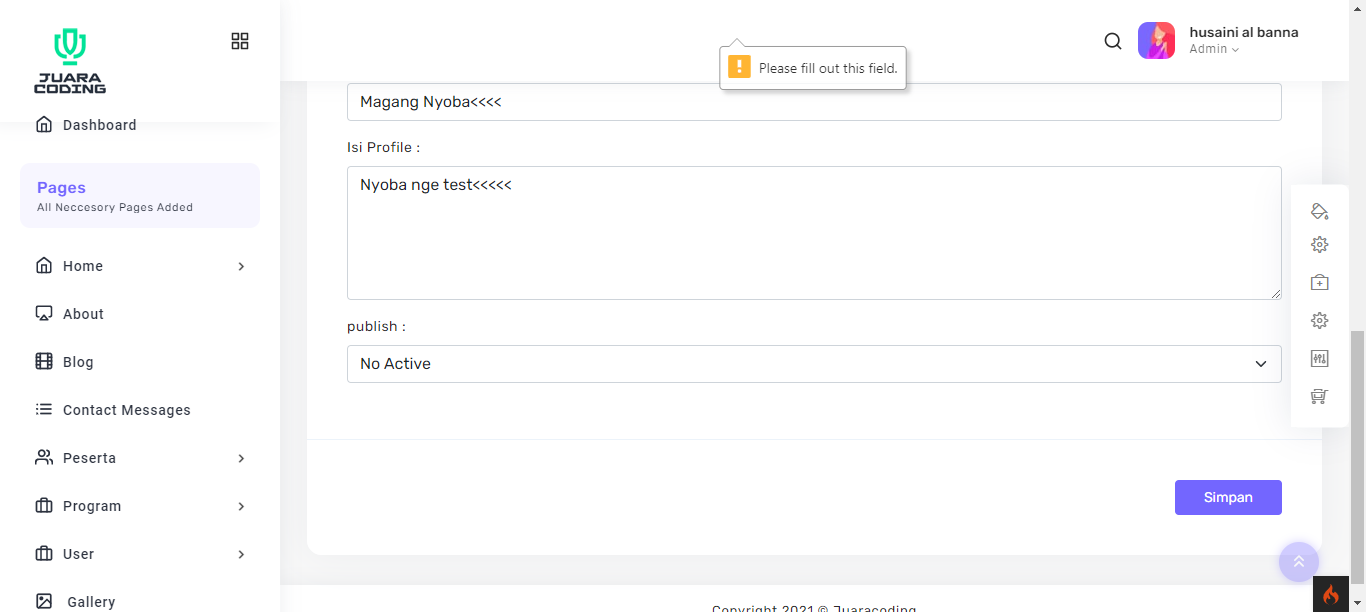 JUARA
CODING
Dashboard
Pages
All Neccesory Pages Added
Home
About
Blog
Contact Messages
Peserta
Program
User
Gallery
husaini al banna
Admin
Please fill out this field.
Magang Nyoba<<<<
Isi Profile :
Nyoba nge test<<<<<
publish :
No Active
Simpan
Copyright 2021 © Juaracoding